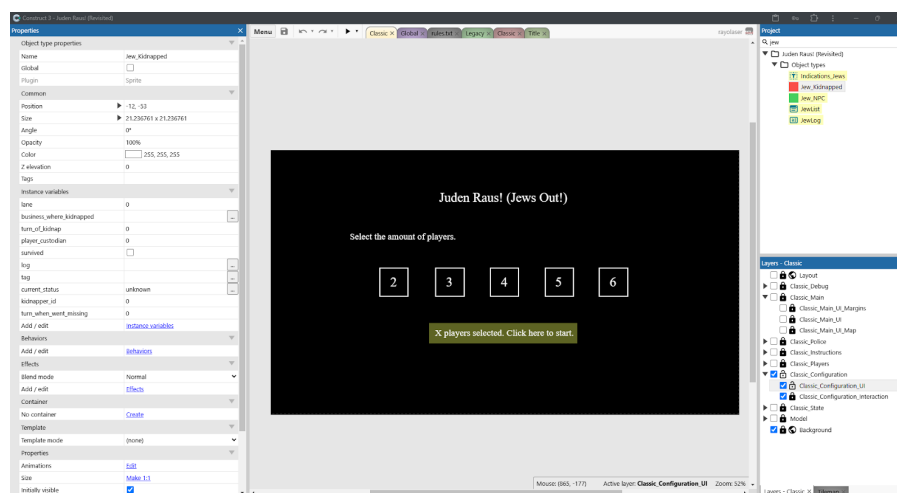 Construct 3 - Juden Raus! (Revisited)
Properties
Object type properties
Name Jew_Kidnapped
Global
Plugin Sprite
Common
Position -12, -53
Size 21.236761 x 21.236761
Angle 0°
Opacity 100%
Color 255, 255, 255
Z elevation 0
Tags
Instance variables
lane 0
business_where_kidnapped
turn_of_kidnap 0
player_custodian 0
survived
log
tag
current_status unknown
kidnapper_id 0
turn_when_went_missing 0
Add / edit Instance variables
Behaviors
Add / edit Behaviors
Effects
Blend mode Normal
Add / edit Effects
Container
No container Create
Template
Template mode (none)
Properties
Animations Edit
Size Make 1:1
Initially visible
Menu
Classic Global rules.txt Legacy Classic Title
rayolaser
Juden Raus! (Jews Out!)
Select the amount of players.
2 3 4 5 6
X players selected. Click here to start.
Mouse: (865, -177) Active layer: Classic_Configuration_UI Zoom: 52%
Project
jew
Juden Raus! (Revisited)
Object types
Indications_Jews
Jew_Kidnapped
Jew_NPC
JewList
JewLog
Layers - Classic
Layout
Classic_Debug
Classic_Main
Classic_Main_UI_Margins
Classic_Main_UI
Classic_Main_UI_Map
Classic_Police
Classic_Instructions
Classic_Players
Classic_Configuration
Classic_Configuration_UI
Classic_Configuration_Interaction
Classic_State
Model
Background
Layers - Classic Tilemap